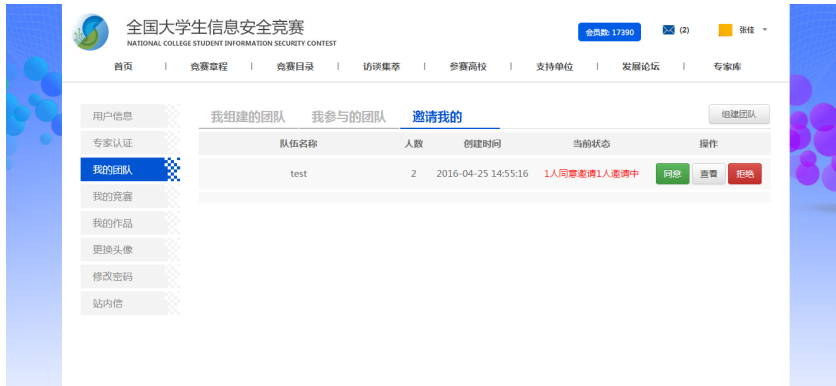 全国大学生信息安全竞赛
NATIONAL COLLEGE STUDENT INFORMATION SECURITY CONTEST
会员数: 17390 (2) 张佳
首页 | 竞赛章程 | 竞赛目录 | 访谈集萃 | 参赛高校 | 支持单位 | 发展论坛 | 专家库
用户信息
专家认证
我的团队
我的竞赛
我的作品
更换头像
修改密码
站内信
我组建的团队 我参与的团队 邀请我的 组建团队
队伍名称 人数 创建时间 当前状态 操作
test 2 2016-04-25 14:55:16 1人同意邀请1人邀请中 同意 查看 拒绝